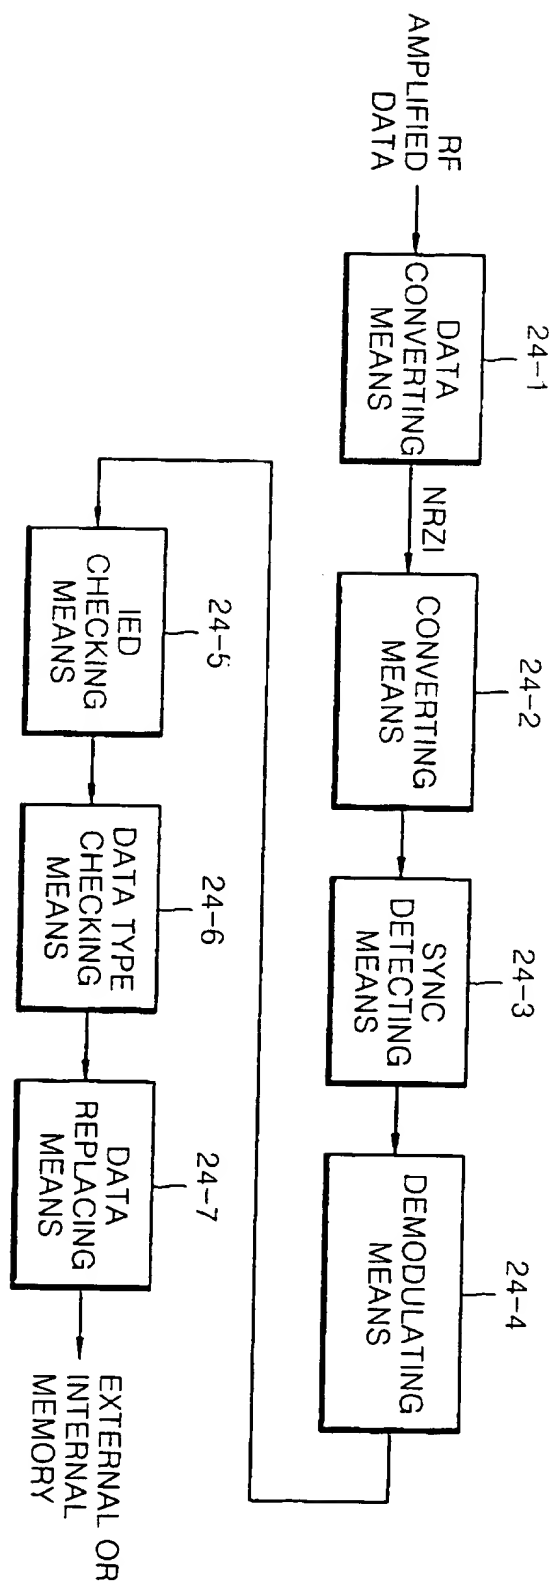 RF
AMPLIFIED
DATA
24-1
DATA
CONVERTING
MEANS
NRZI
24-2
CONVERTING
MEANS
24-3
SYNC
DETECTING
MEANS
24-4
DEMODULATING
MEANS
24-5
IED
CHECKING
MEANS
24-6
DATA TYPE
CHECKING
MEANS
24-7
DATA
REPLACING
MEANS
EXTERNAL OR
INTERNAL
MEMORY